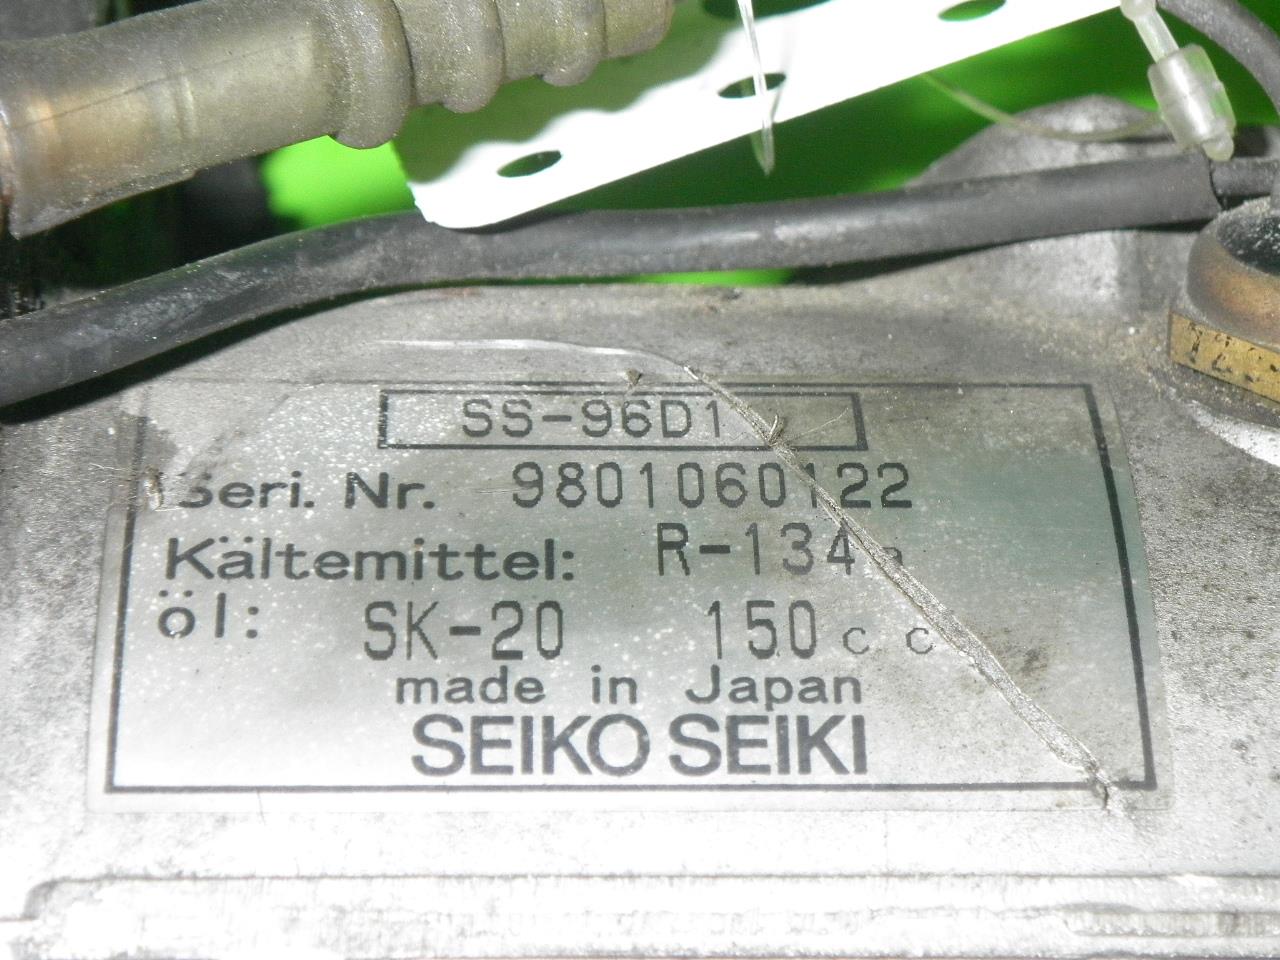 SS-96D1
Seri. Nr. 9801060122
Kältemittel: R-134a
öl: SK-20 150cc
made in Japan
SEIKO SEIKI